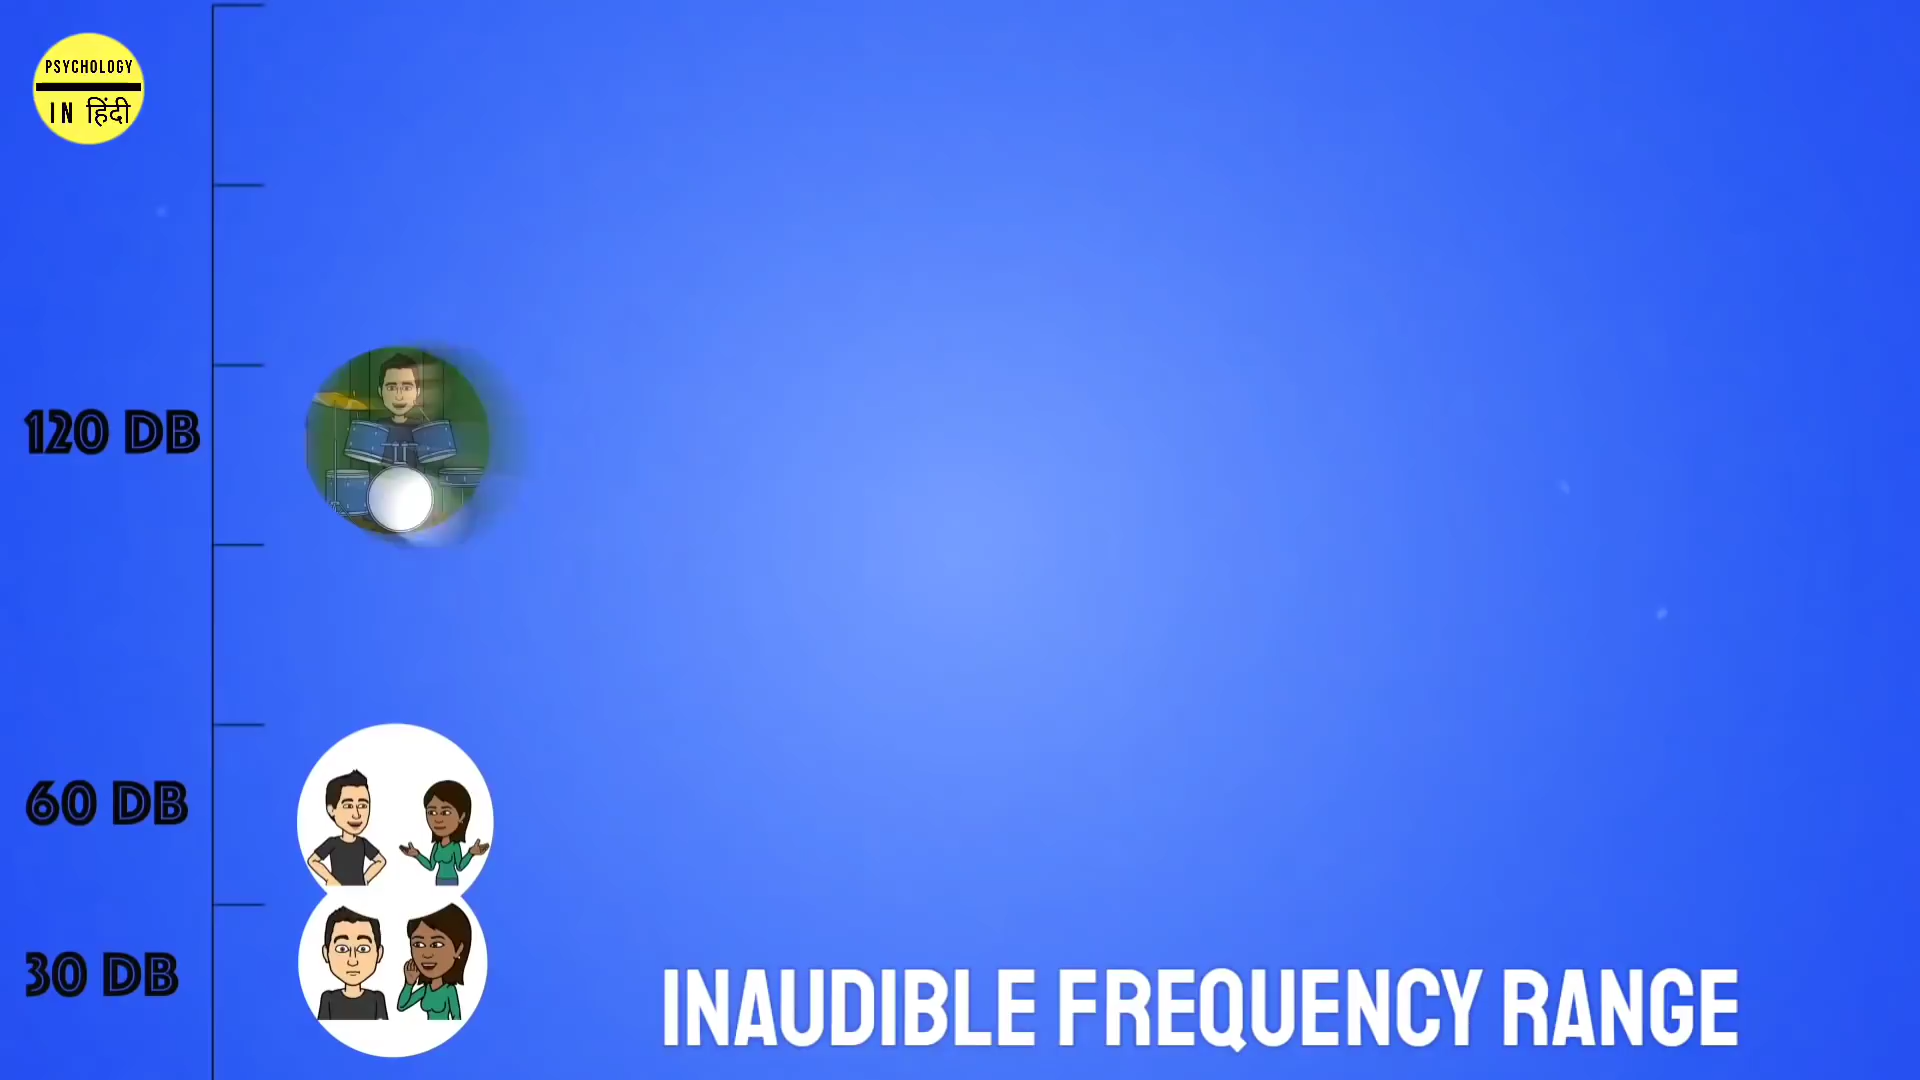 PSYCHOLOGY
IN हिंदी
120 DB
60 DB
30 DB
INAUDIBLE FREQUENCY RANGE